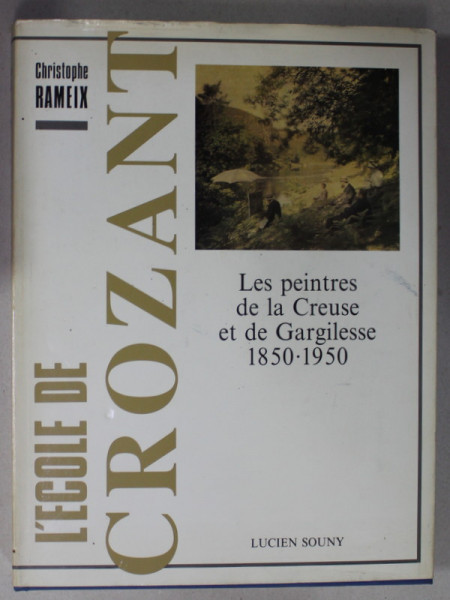 Christophe
RAMEIX
L'ECOLE DE
CROZANT
Les peintres
de la Creuse
et de Gargilesse
1850·1950
LUCIEN SOUNY